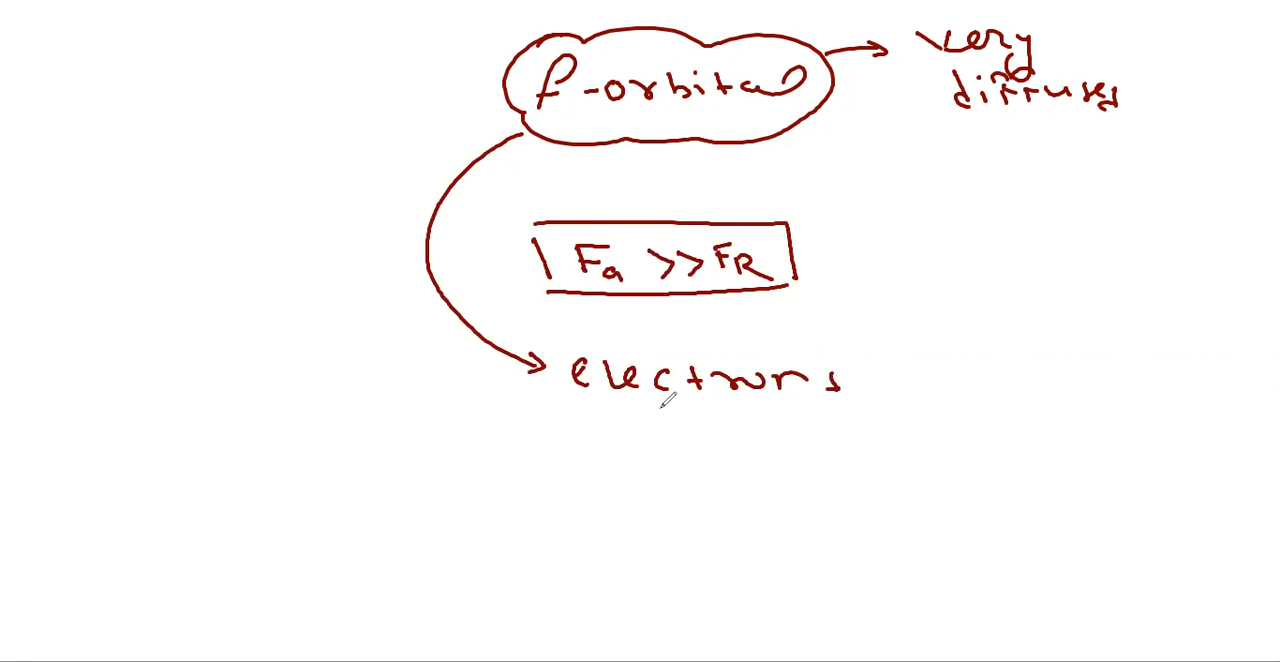 f-orbital
very
diffused
Fa >> FR
electrons